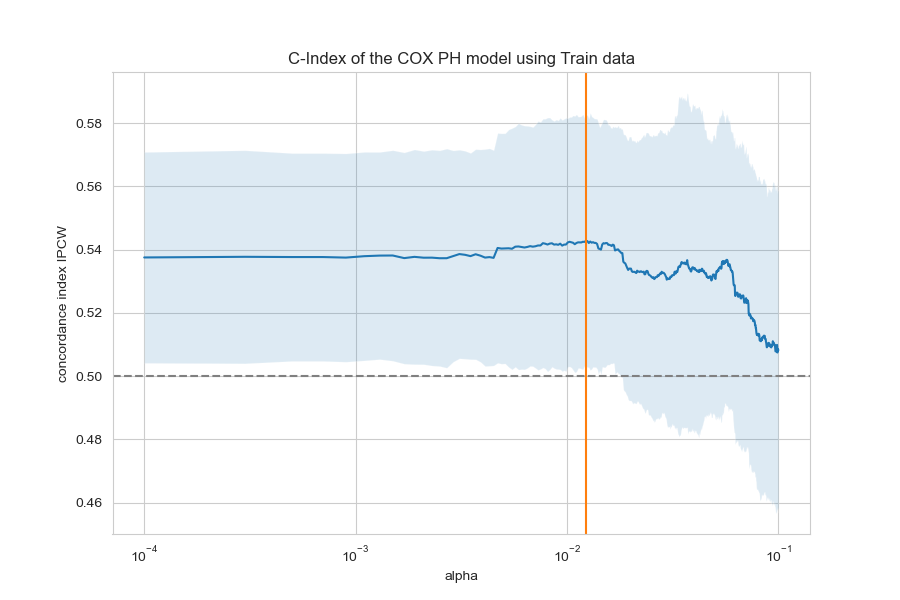 C-Index of the COX PH model using Train data
concordance index IPCW
0.58
0.56
0.54
0.52
0.50
0.48
0.46
10⁻⁴ 10⁻³ 10⁻² 10⁻¹
alpha